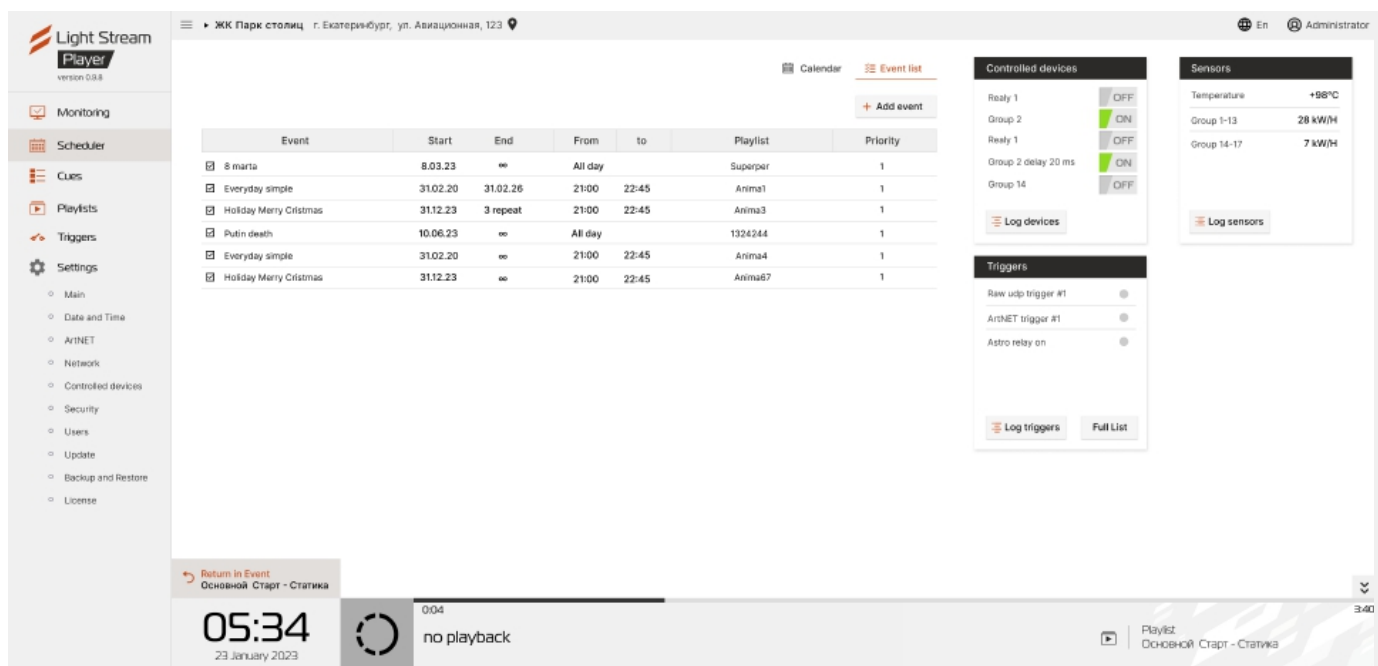 Light Stream
Player
version 0.9.8
ЖК Парк столиц г. Екатеринбург, ул. Авиационная, 123
En Administrator
Monitoring
Scheduler
Cues
Playlists
Triggers
Settings
Main
Date and Time
ArtNET
Network
Controlled devices
Security
Users
Update
Backup and Restore
License
Calendar Event list
+ Add event
Event Start End From to Playlist Priority
8 marta 8.03.23 ∞ All day Superper 1
Everyday simple 31.02.20 31.02.26 21:00 22:45 Anima1 1
Holiday Merry Cristmas 31.12.23 3 repeat 21:00 22:45 Anima3 1
Putin death 10.06.23 ∞ All day 1324244 1
Everyday simple 31.02.20 ∞ 21:00 22:45 Anima4 1
Holiday Merry Cristmas 31.12.23 ∞ 21:00 22:45 Anima67 1
Controlled devices
Realy 1 OFF
Group 2 ON
Realy 1 OFF
Group 2 delay 20 ms ON
Group 14 OFF
Log devices
Sensors
Temperature +98°C
Group 1-13 28 kW/H
Group 14-17 7 kW/H
Log sensors
Triggers
Raw udp trigger #1
ArtNET trigger #1
Astro relay on
Log triggers Full List
Return in Event
Основной Старт - Статика
05:34
23 January 2023
0:04
no playback
3:40
Playlist
Основной Старт - Статика